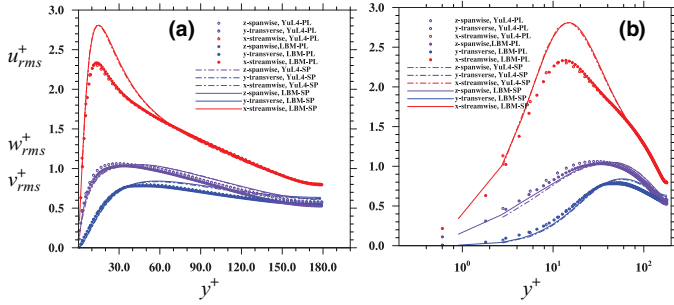 (a)
z-spanwise, YuL4-PL
y-transverse, YuL4-PL
x-streamwise, YuL4-PL
z-spanwise,LBM-PL
y-transverse, LBM-PL
x-streamwise, LBM-PL
z-spanwise, YuL4-SP
y-transverse, YuL4-SP
x-streamwise, YuL4-SP
z-spanwise, LBM-SP
y-transverse, LBM-SP
x-streamwise, LBM-SP
3.0
2.5
2.0
1.5
1.0
0.5
0.0
u+rms
w+rms
v+rms
30.0 60.0 90.0 120.0 150.0 180.0
y+
(b)
z-spanwise, YuL4-PL
y-transverse, YuL4-PL
x-streamwise, YuL4-PL
z-spanwise,LBM-PL
y-transverse, LBM-PL
x-streamwise, LBM-PL
z-spanwise, YuL4-SP
y-transverse, YuL4-SP
x-streamwise, YuL4-SP
z-spanwise, LBM-SP
y-transverse, LBM-SP
x-streamwise, LBM-SP
3.0
2.5
2.0
1.5
1.0
0.5
0.0
10^0 10^1 10^2
y+